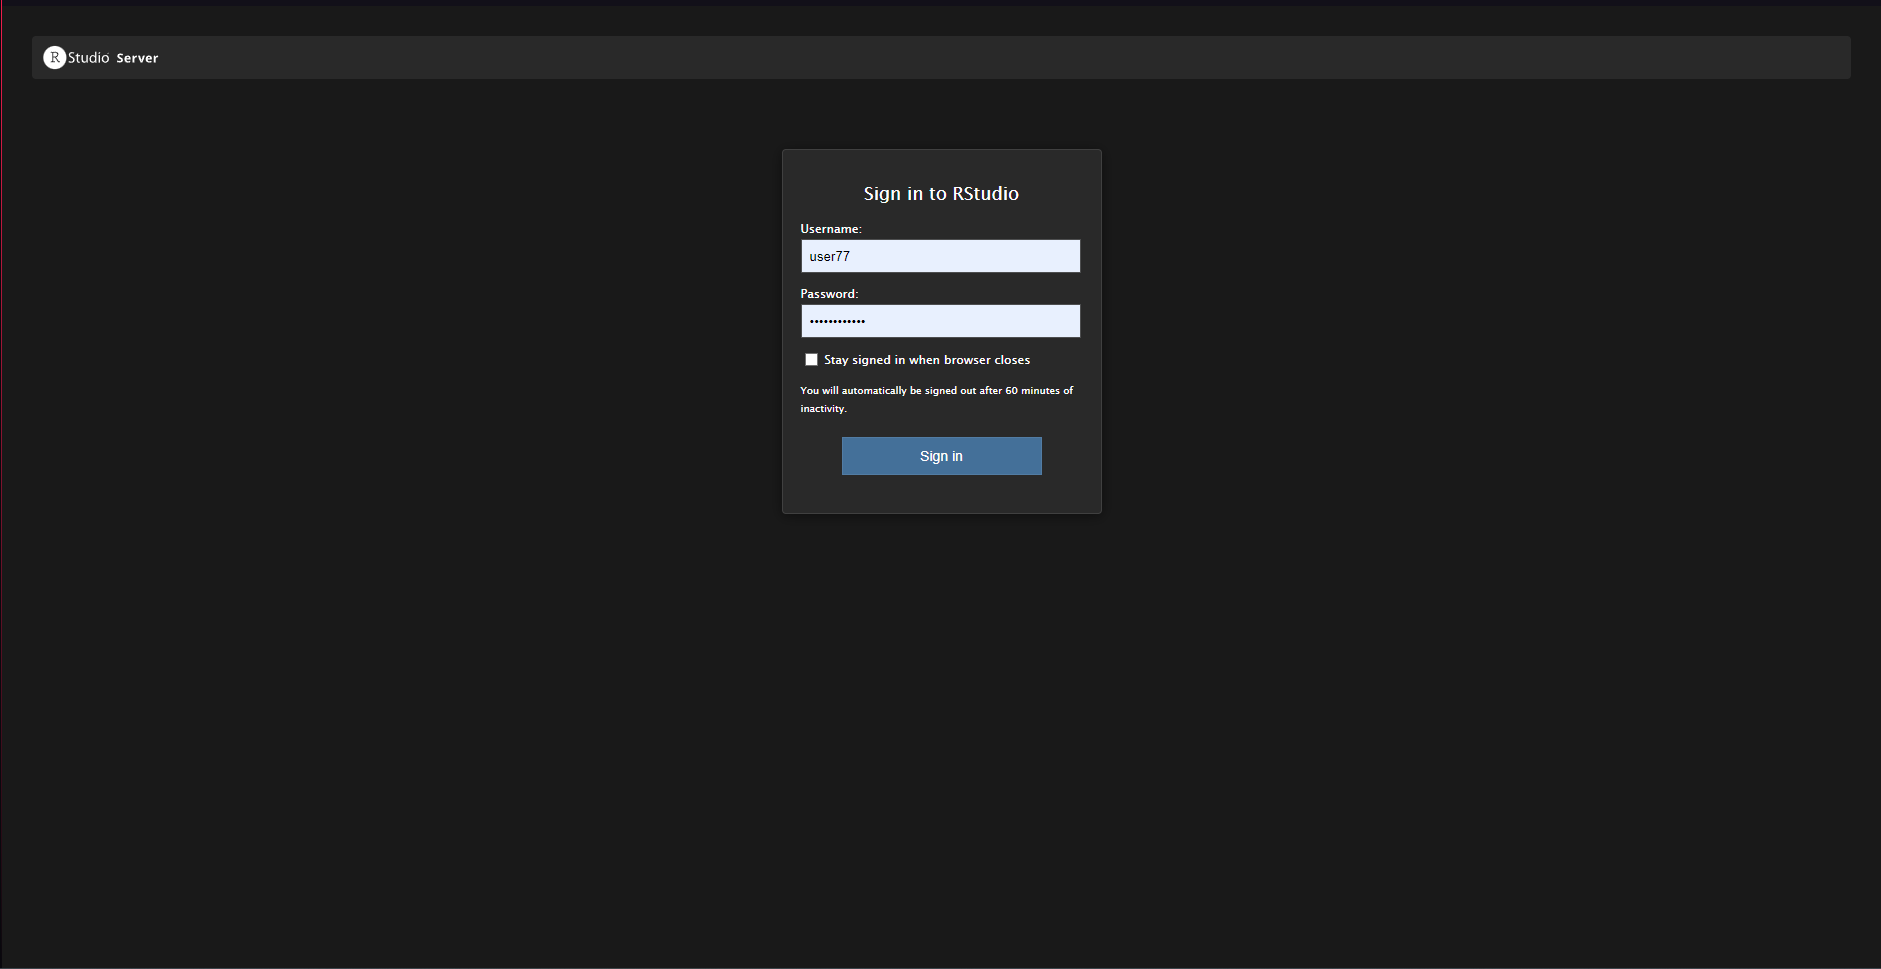 R Studio Server
Sign in to RStudio
Username:
user77
Password:
••••••••••••
Stay signed in when browser closes
You will automatically be signed out after 60 minutes of
inactivity.
Sign in